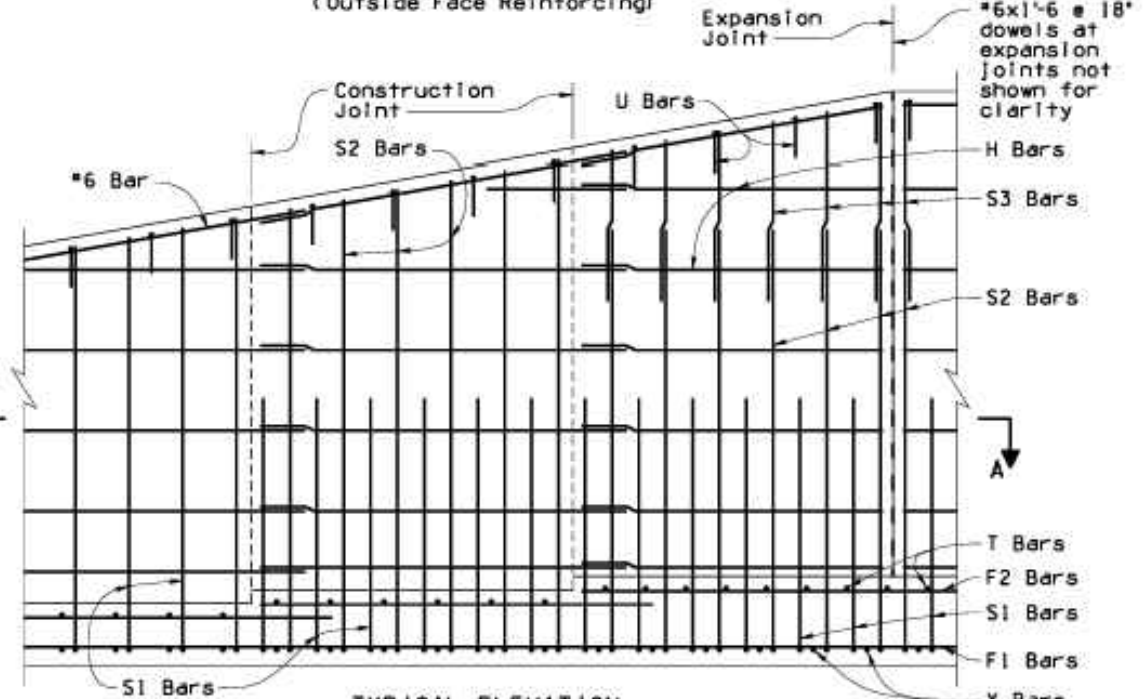 (Outside Face Reinforcing)
Expansion
Joint
#6x1'-6 @ 18"
dowels at
expansion
joints not
shown for
clarity
Construction
Joint
U Bars
S2 Bars
H Bars
#6 Bar
S3 Bars
S2 Bars
A
T Bars
F2 Bars
S1 Bars
F1 Bars
S1 Bars
TYPICAL ELEVATION
X Bars